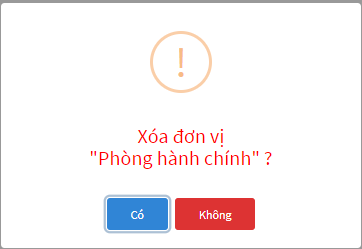 !
Xóa đơn vị
"Phòng hành chính" ?
Có
Không